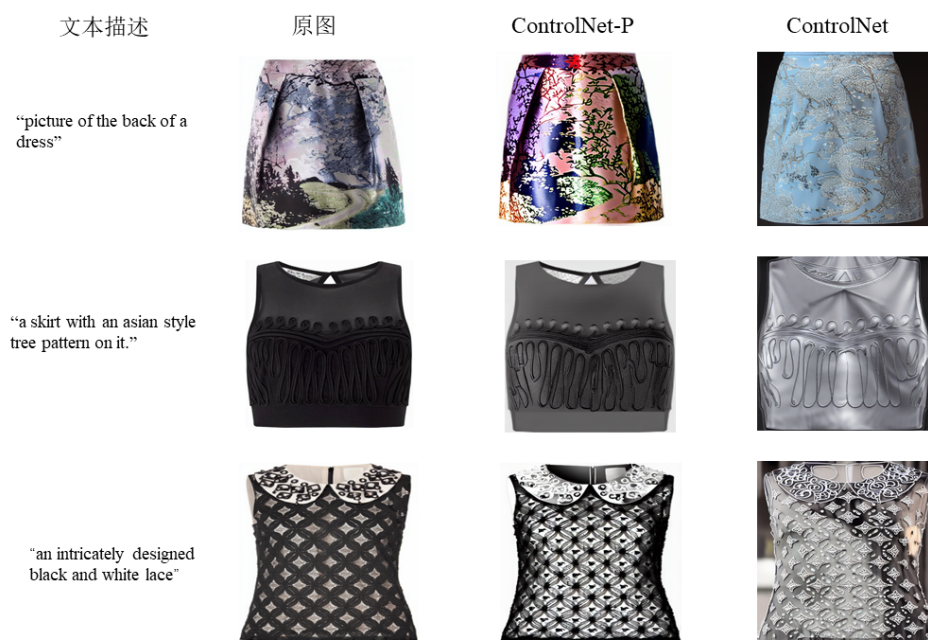 文本描述
原图
ControlNet-P
ControlNet
“picture of the back of a
dress”
“a skirt with an asian style
tree pattern on it.”
“an intricately designed
black and white lace”